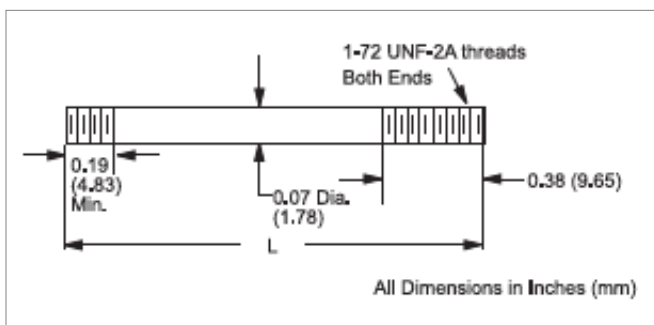 1-72 UNF-2A threads
Both Ends
0.19
(4.83)
Min.
0.07 Dia.
(1.78)
0.38 (9.65)
L
All Dimensions in Inches (mm)